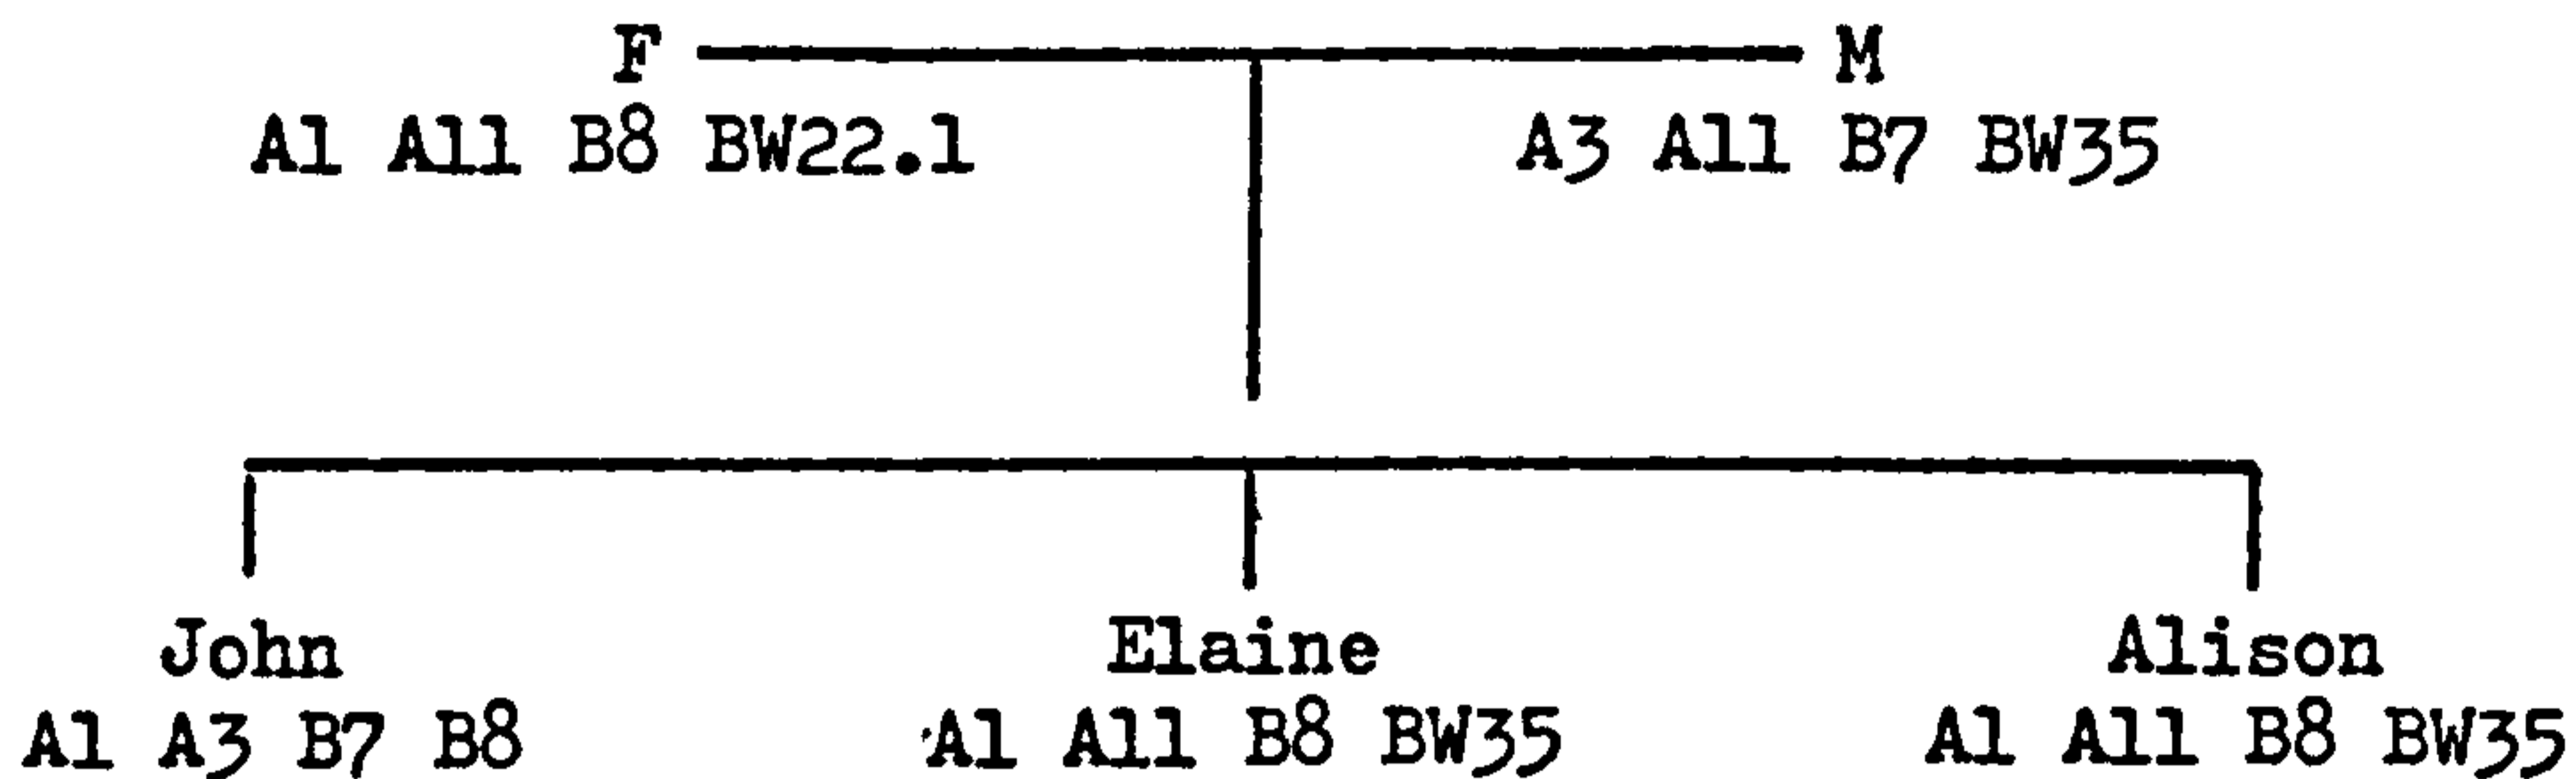 F M
A1 A11 B8 BW22.1 A3 A11 B7 BW35
John Elaine Alison
A1 A3 B7 B8 A1 A11 B8 BW35 A1 A11 B8 BW35